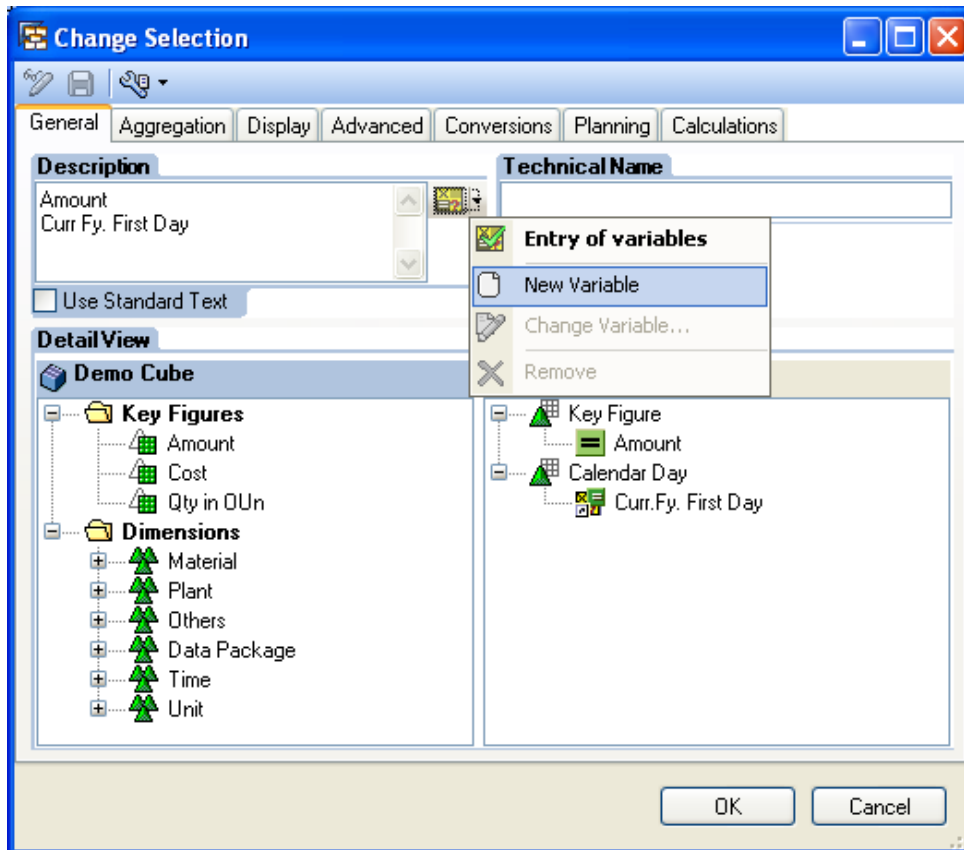 Change Selection
General Aggregation Display Advanced Conversions Planning Calculations
Description
Technical Name
Amount
Curr Fy. First Day
Entry of variables
New Variable
Change Variable...
Remove
Use Standard Text
Detail View
Demo Cube
Key Figures
Amount
Cost
Qty in OUn
Dimensions
Material
Plant
Others
Data Package
Time
Unit
Key Figure
Amount
Calendar Day
Curr.Fy. First Day
OK Cancel